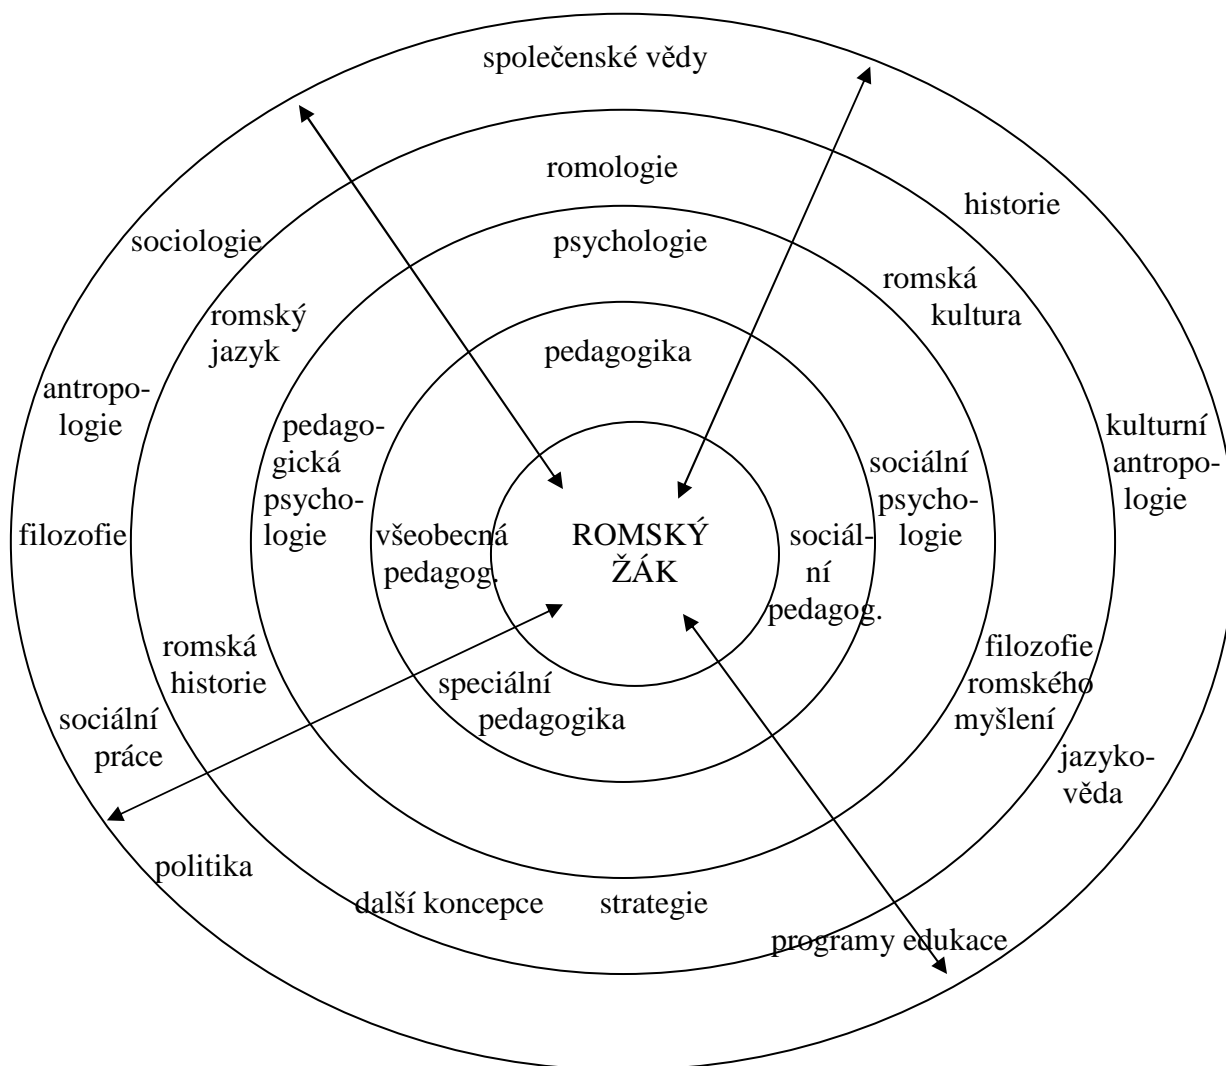 společenské vědy
romologie
historie
sociologie
psychologie
romská
kultura
romský
jazyk
pedagogika
antropo-
logie
pedago-
gická
psycho-
logie
sociální
psycho-
logie
kulturní
antropo-
logie
filozofie
všeobecná
pedagog.
ROMSKÝ
ŽÁK
sociál-
ní
pedagog.
romská
historie
speciální
pedagogika
filozofie
romského
myšlení
sociální
práce
jazyko-
věda
politika
další koncepce
strategie
programy edukace